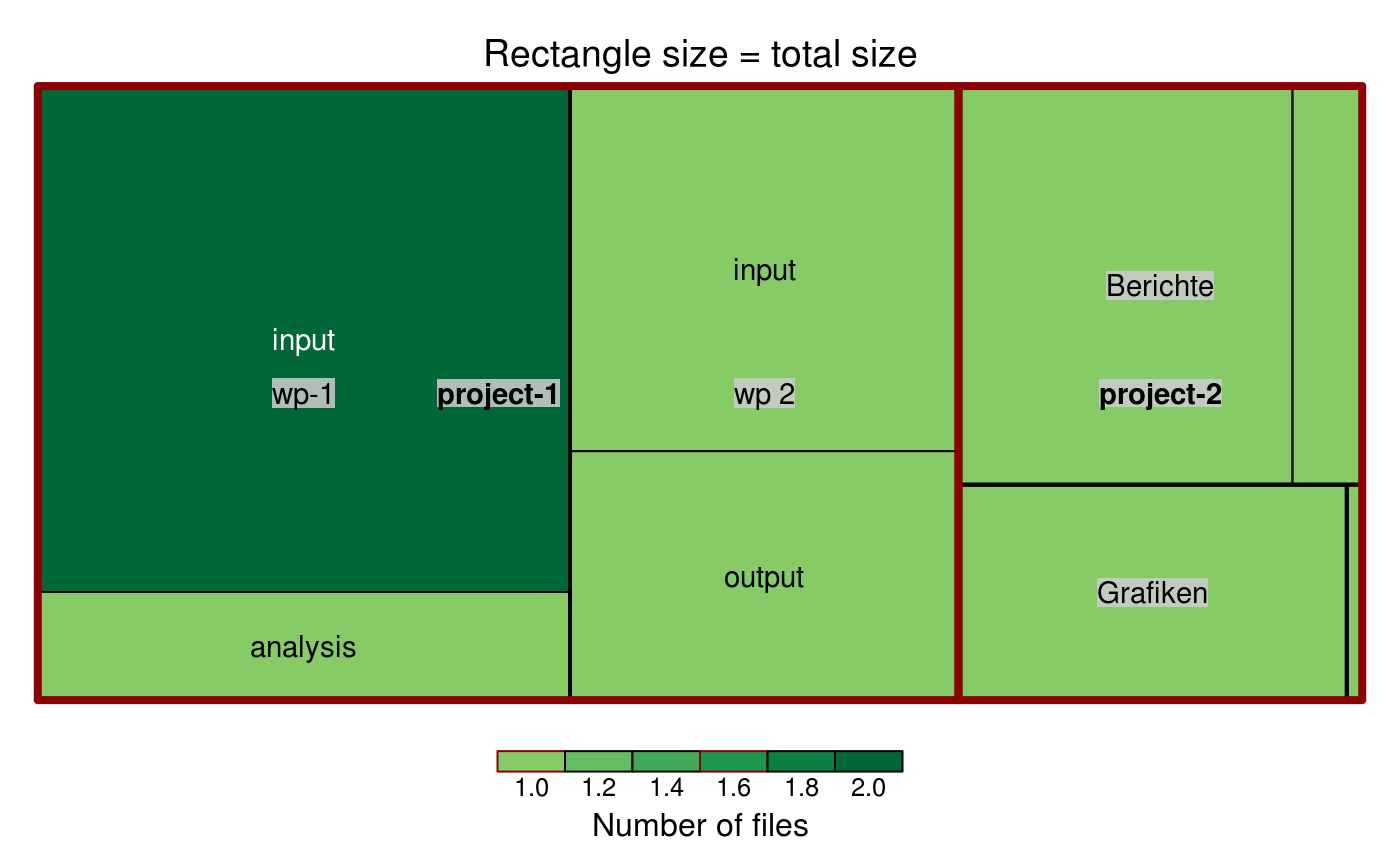 Rectangle size = total size
input
wp-1
project-1
analysis
input
wp 2
output
Berichte
project-2
Grafiken
1.0 1.2 1.4 1.6 1.8 2.0
Number of files